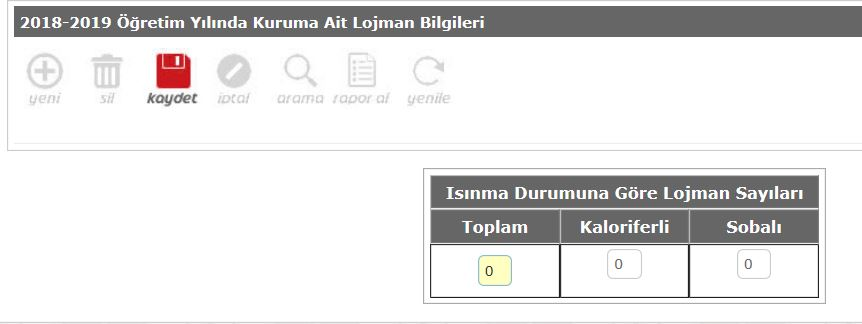 2018-2019 Öğretim Yılında Kuruma Ait Lojman Bilgileri
yeni sil kaydet iptal arama rapor al yenile
Isınma Durumuna Göre Lojman Sayıları
Toplam Kaloriferli Sobalı
0 0 0